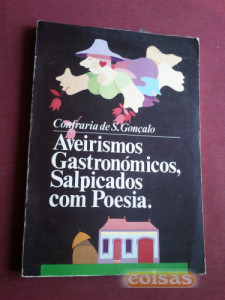 Confraria de S. Gonçalo
Aveirismos
Gastronómicos,
Salpicados
com Poesia.
coisas